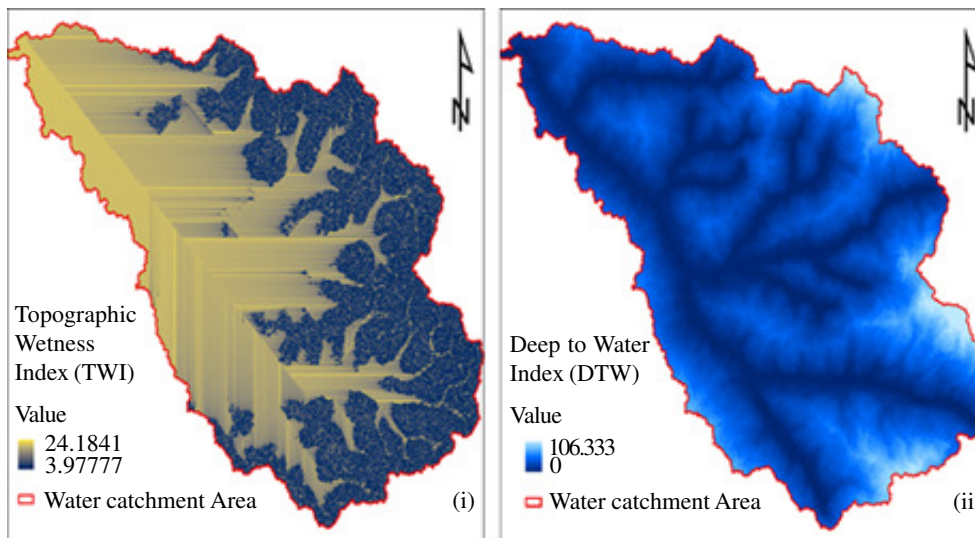 N
Topographic
Wetness
Index (TWI)
Value
24.1841
3.97777
Water catchment Area
(i)
N
Deep to Water
Index (DTW)
Value
106.333
0
Water catchment Area
(ii